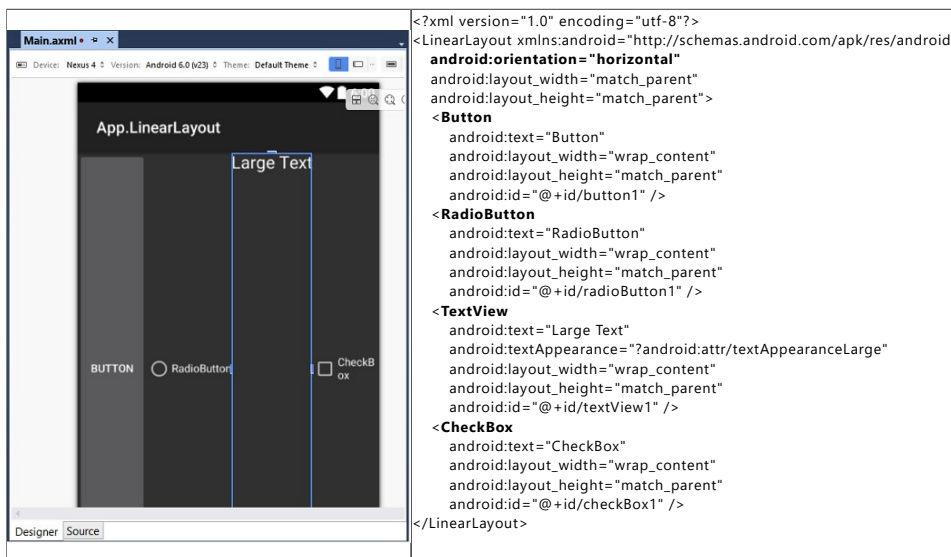 Main.axml
Device: Nexus 4 Version: Android 6.0 (v23) Theme: Default Theme
App.LinearLayout
Large Text
BUTTON
RadioButton
CheckB
ox
Designer Source
<?xml version="1.0" encoding="utf-8"?>
<LinearLayout xmlns:android="http://schemas.android.com/apk/res/android
android:orientation="horizontal"
android:layout_width="match_parent"
android:layout_height="match_parent">
<Button
android:text="Button"
android:layout_width="wrap_content"
android:layout_height="match_parent"
android:id="@+id/button1" />
<RadioButton
android:text="RadioButton"
android:layout_width="wrap_content"
android:layout_height="match_parent"
android:id="@+id/radioButton1" />
<TextView
android:text="Large Text"
android:textAppearance="?android:attr/textAppearanceLarge"
android:layout_width="wrap_content"
android:layout_height="match_parent"
android:id="@+id/textView1" />
<CheckBox
android:text="CheckBox"
android:layout_width="wrap_content"
android:layout_height="match_parent"
android:id="@+id/checkBox1" />
</LinearLayout>